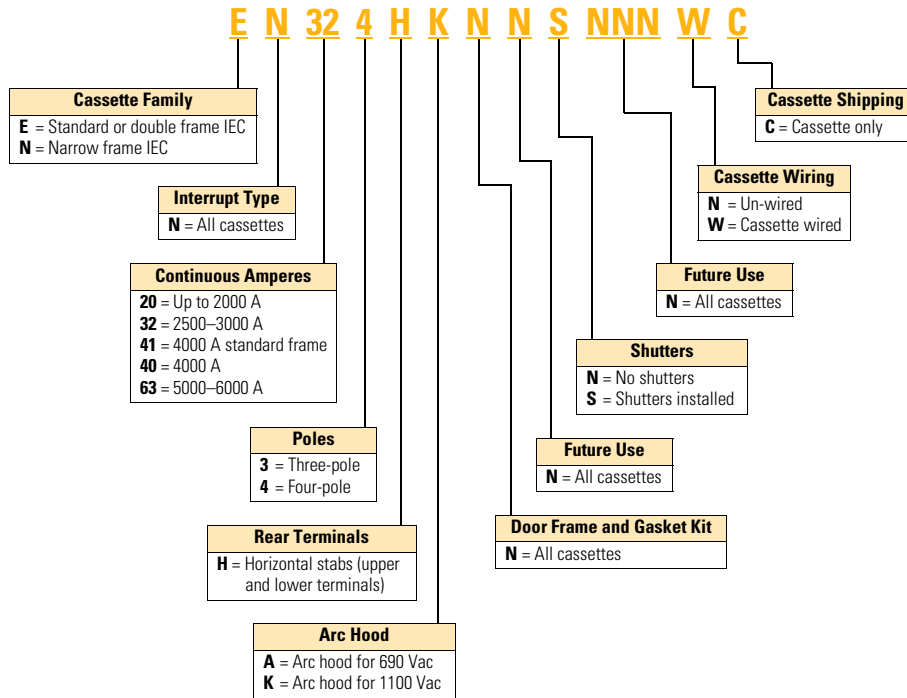 E N 32 4 H K N N S NNN W C
Cassette Family
E = Standard or double frame IEC
N = Narrow frame IEC
Cassette Shipping
C = Cassette only
Interrupt Type
N = All cassettes
Cassette Wiring
N = Un-wired
W = Cassette wired
Continuous Amperes
20 = Up to 2000 A
32 = 2500–3000 A
41 = 4000 A standard frame
40 = 4000 A
63 = 5000–6000 A
Future Use
N = All cassettes
Shutters
N = No shutters
S = Shutters installed
Poles
3 = Three-pole
4 = Four-pole
Future Use
N = All cassettes
Rear Terminals
H = Horizontal stabs (upper
and lower terminals)
Door Frame and Gasket Kit
N = All cassettes
Arc Hood
A = Arc hood for 690 Vac
K = Arc hood for 1100 Vac